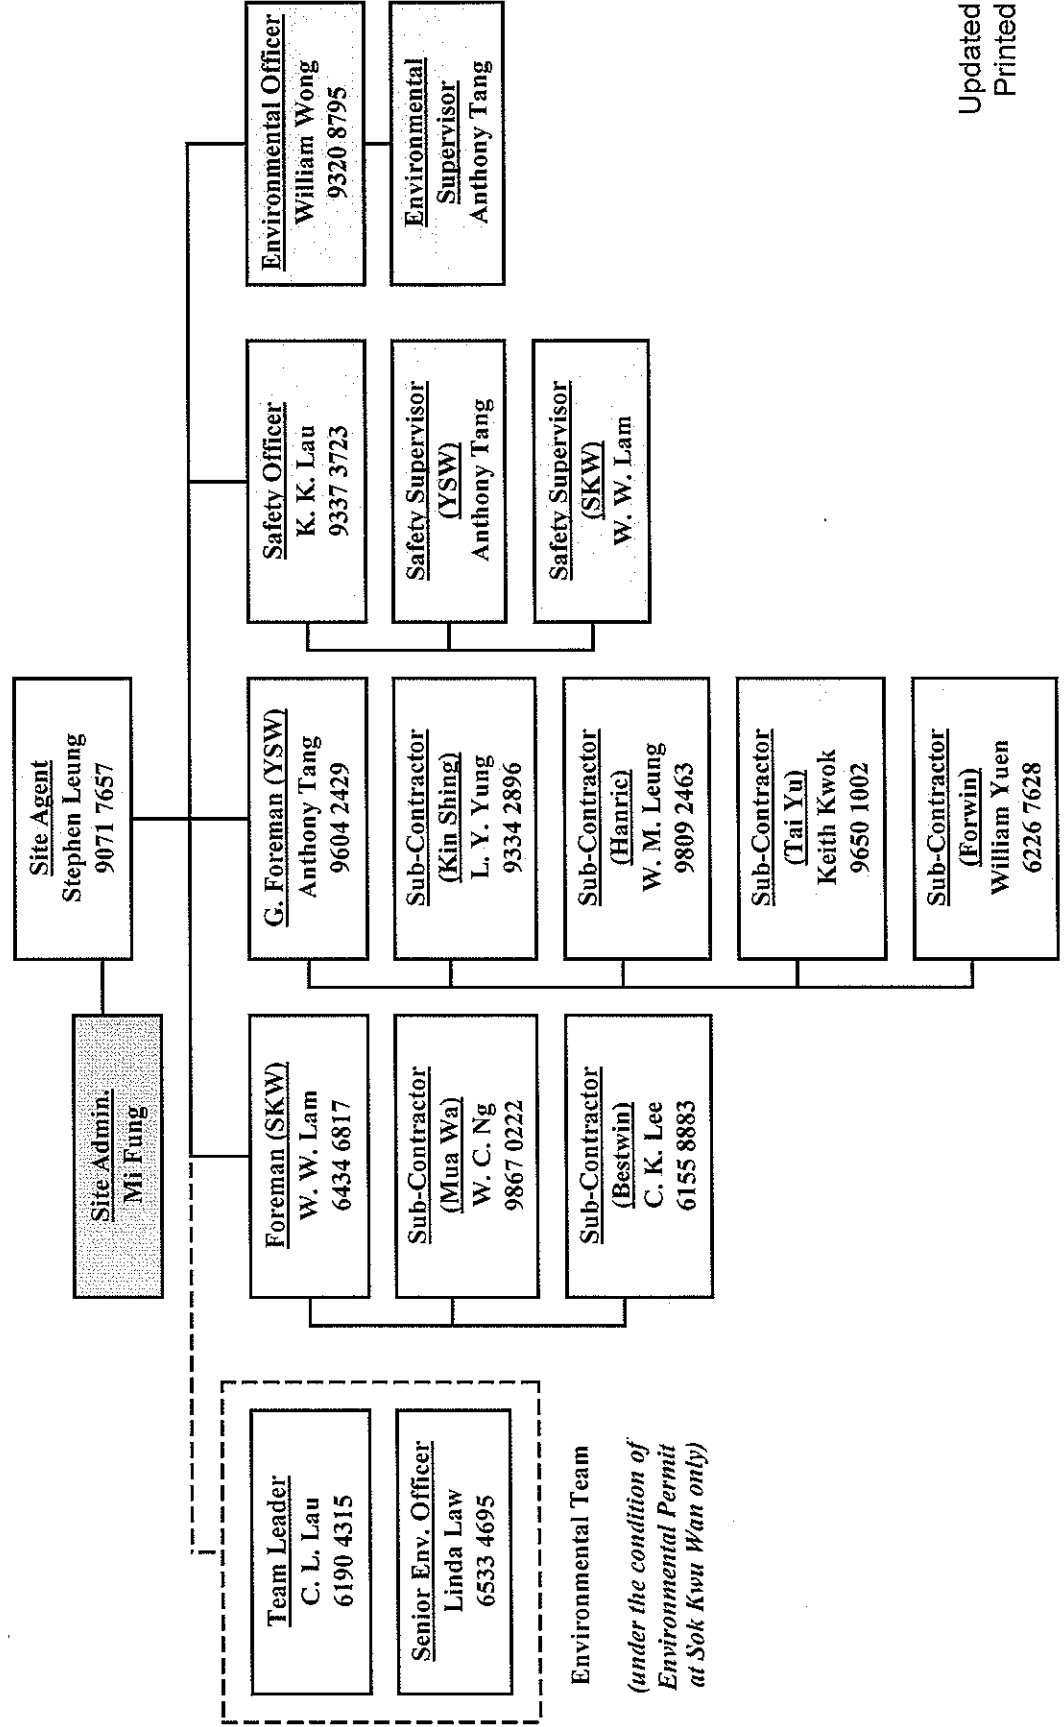 Site Agent
Stephen Leung
9071 7657
Site Admin.
Mi Fung
Team Leader
C. L. Lau
6190 4315
Senior Env. Officer
Linda Law
6533 4695
Environmental Team
(under the condition of
Environmental Permit
at Sok Kwu Wan only)
Foreman (SKW)
W. W. Lam
6434 6817
Sub-Contractor
(Mua Wa)
W. C. Ng
9867 0222
Sub-Contractor
(Bestwin)
C. K. Lee
6155 8883
G. Foreman (YSW)
Anthony Tang
9604 2429
Sub-Contractor
(Kin Shing)
L. Y. Yung
9334 2896
Sub-Contractor
(Hanric)
W. M. Leung
9809 2463
Sub-Contractor
(Tai Yu)
Keith Kwok
9650 1002
Sub-Contractor
(Forwin)
William Yuen
6226 7628
Safety Officer
K. K. Lau
9337 3723
Safety Supervisor
(YSW)
Anthony Tang
Safety Supervisor
(SKW)
W. W. Lam
Environmental Officer
William Wong
9320 8795
Environmental
Supervisor
Anthony Tang
Updated
Printed